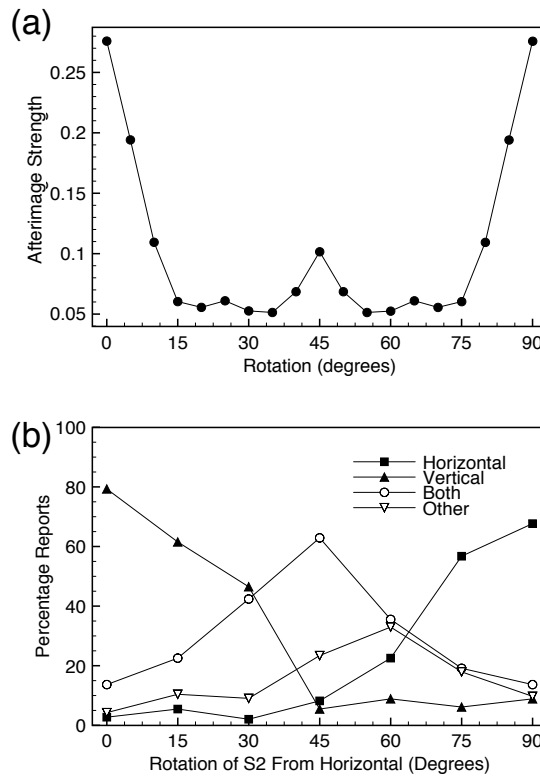 (a)
Afterimage Strength
0.25
0.2
0.15
0.1
0.05
0 15 30 45 60 75 90
Rotation (degrees)
(b)
Percentage Reports
100
80
60
40
20
0
Horizontal
Vertical
Both
Other
0 15 30 45 60 75 90
Rotation of S2 From Horizontal (Degrees)